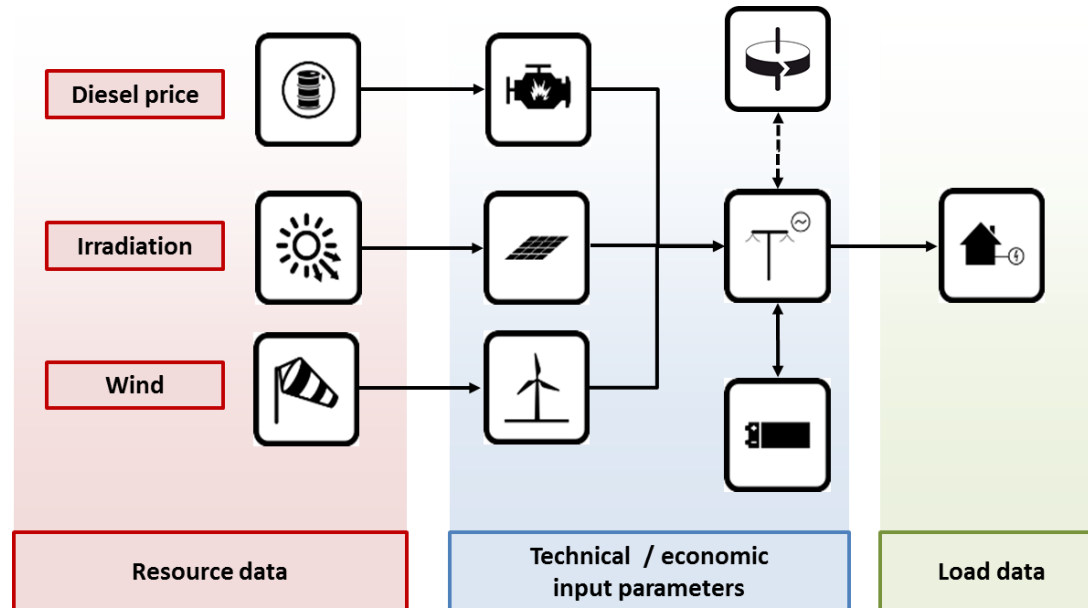 Diesel price
Irradiation
Wind
Resource data
Technical / economic
input parameters
Load data